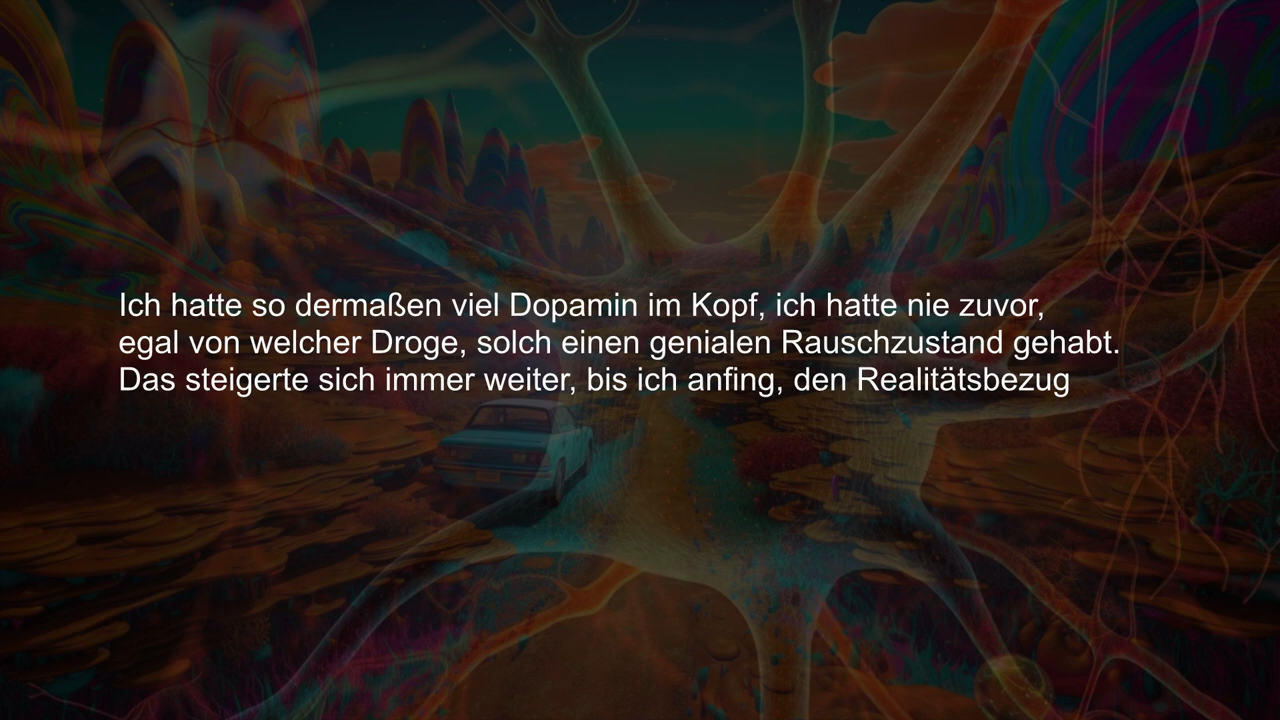 Ich hatte so dermaßen viel Dopamin im Kopf, ich hatte nie zuvor,
egal von welcher Droge, solch einen genialen Rauschzustand gehabt.
Das steigerte sich immer weiter, bis ich anfing, den Realitätsbezug